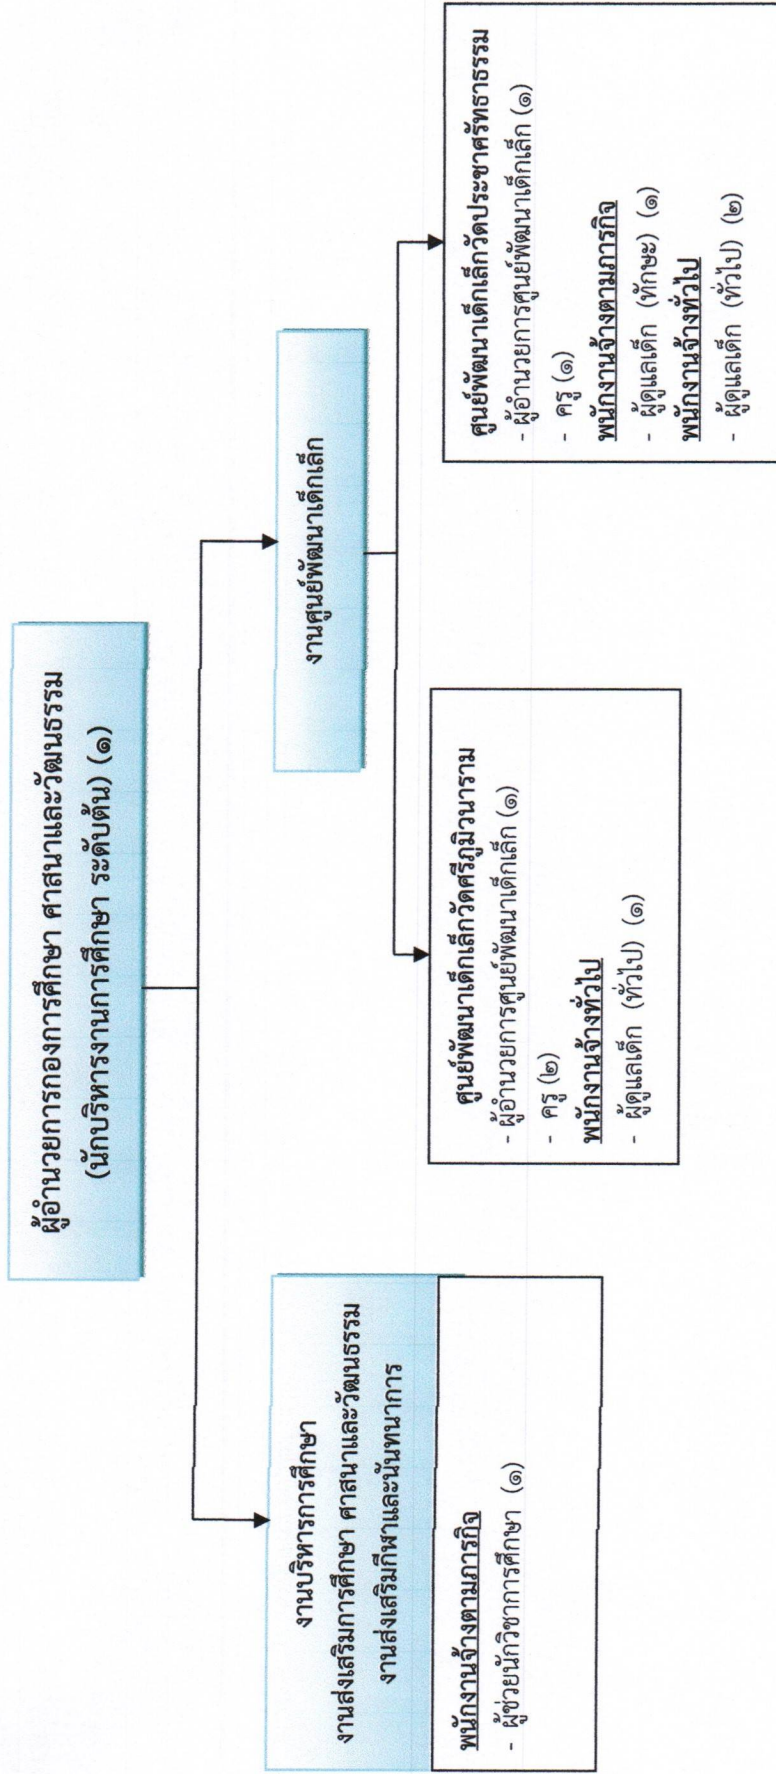 ผู้อำนวยการกองการศึกษา ศาสนาและวัฒนธรรม
(นักบริหารงานการศึกษา ระดับต้น) (๑)
งานบริหารการศึกษา
งานส่งเสริมการศึกษา ศาสนาและวัฒนธรรม
งานส่งเสริมกีฬาและนันทนาการ
พนักงานจ้างตามภารกิจ
- ผู้ช่วยนักวิชาการศึกษา (๑)
งานศูนย์พัฒนาเด็กเล็ก
ศูนย์พัฒนาเด็กเล็กวัดศรีภูมิวนาราม
- ผู้อำนวยการศูนย์พัฒนาเด็กเล็ก (๑)
- ครู (๒)
พนักงานจ้างทั่วไป
- ผู้ดูแลเด็ก (ทั่วไป) (๑)
ศูนย์พัฒนาเด็กเล็กวัดประชาศรัทธาธรรม
- ผู้อำนวยการศูนย์พัฒนาเด็กเล็ก (๑)
- ครู (๑)
พนักงานจ้างตามภารกิจ
- ผู้ดูแลเด็ก (ทักษะ) (๑)
พนักงานจ้างทั่วไป
- ผู้ดูแลเด็ก (ทั่วไป) (๒)